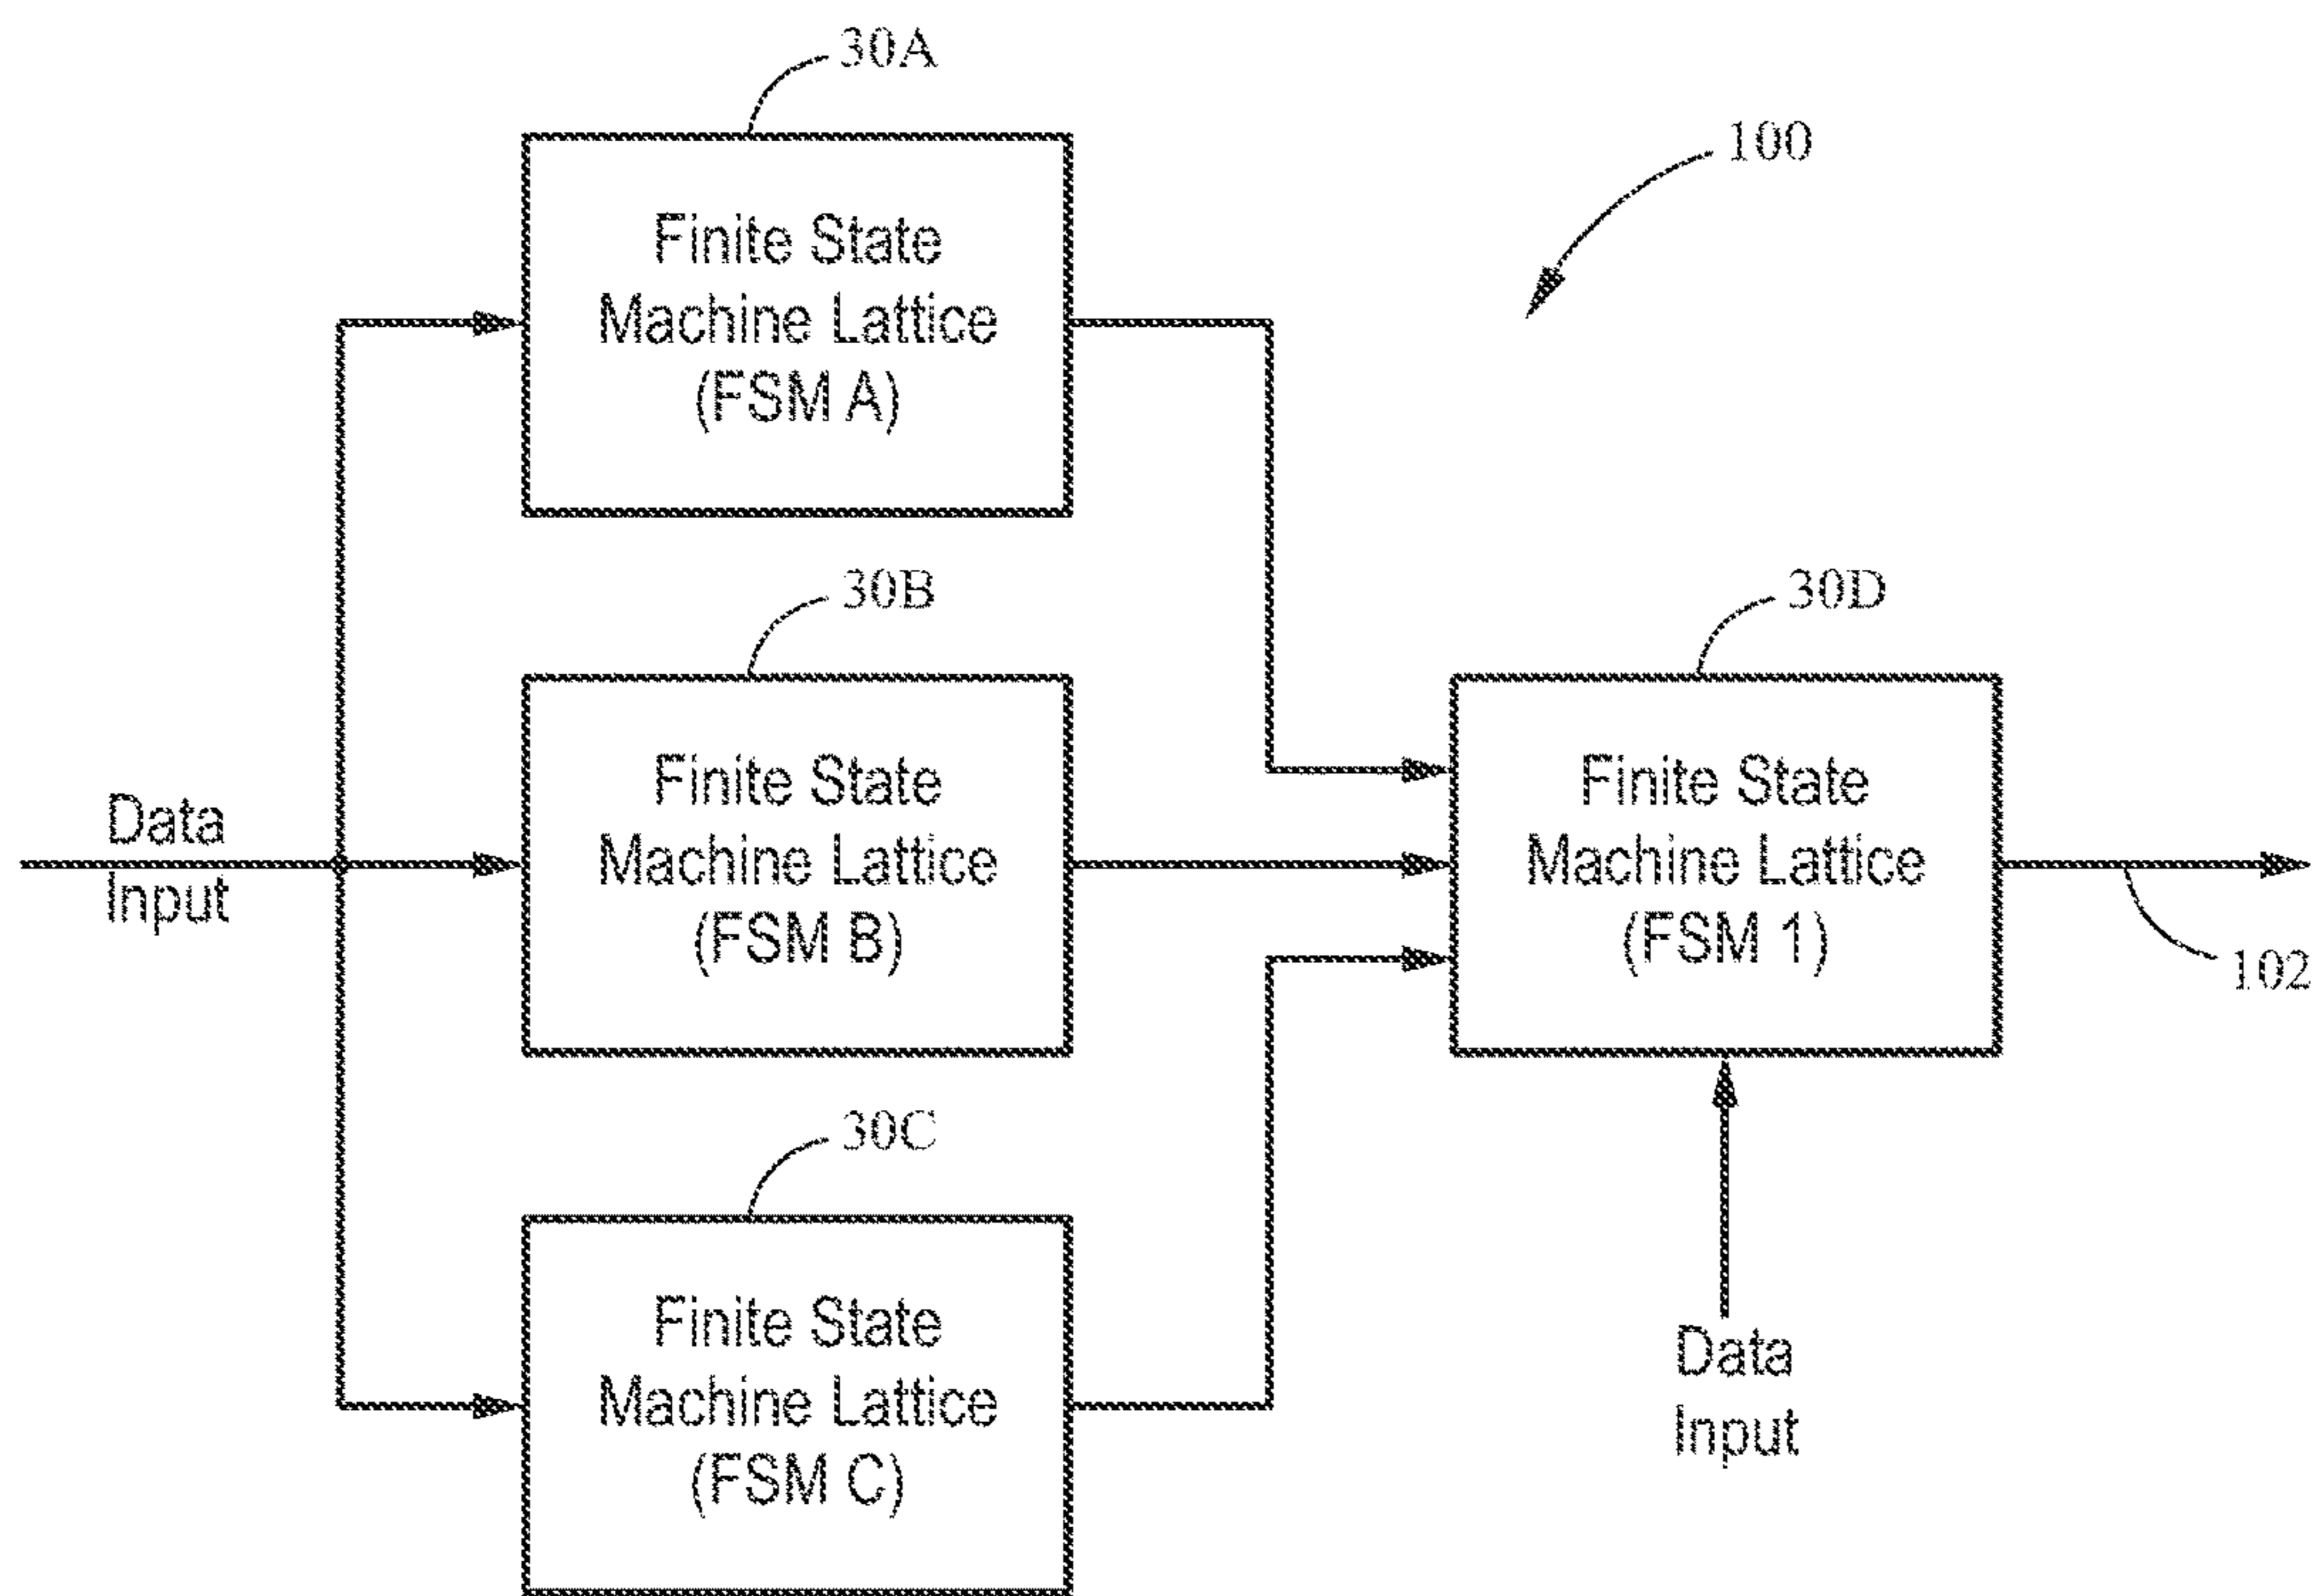 30A
100
Finite State
Machine Lattice
(FSM A)
30B
30D
Finite State
Machine Lattice
(FSM B)
Finite State
Machine Lattice
(FSM 1)
Data
Input
102
30C
Finite State
Machine Lattice
(FSM C)
Data
Input